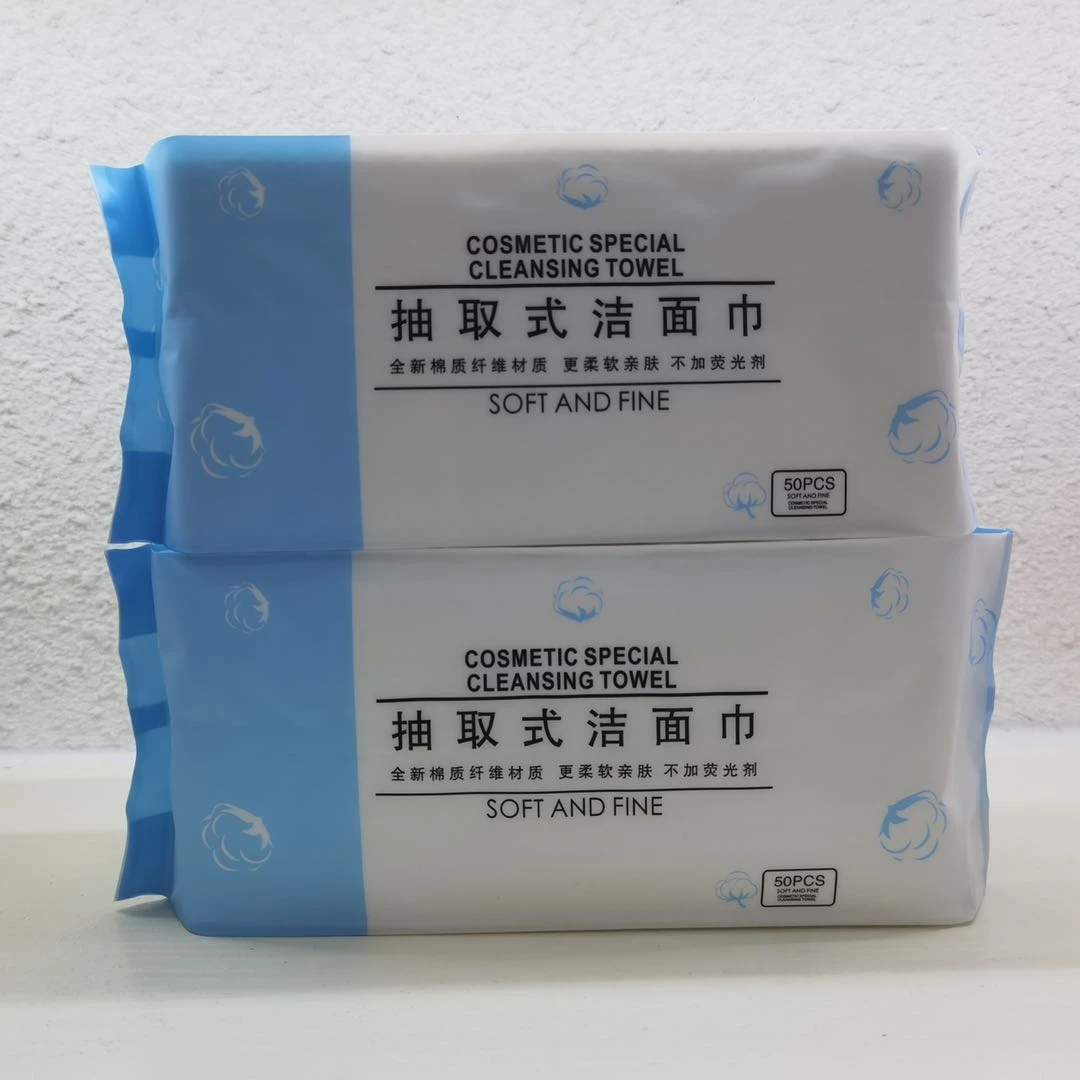 COSMETIC SPECIAL
CLEANSING TOWEL
抽取式洁面巾
全新棉质纤维材质 更柔软亲肤 不加荧光剂
SOFT AND FINE
50PCS
SOFT AND FINE
COSMETIC SPECIAL
CLEANSING TOWEL
COSMETIC SPECIAL
CLEANSING TOWEL
抽取式洁面巾
全新棉质纤维材质 更柔软亲肤 不加荧光剂
SOFT AND FINE
50PCS
SOFT AND FINE
COSMETIC SPECIAL
CLEANSING TOWEL